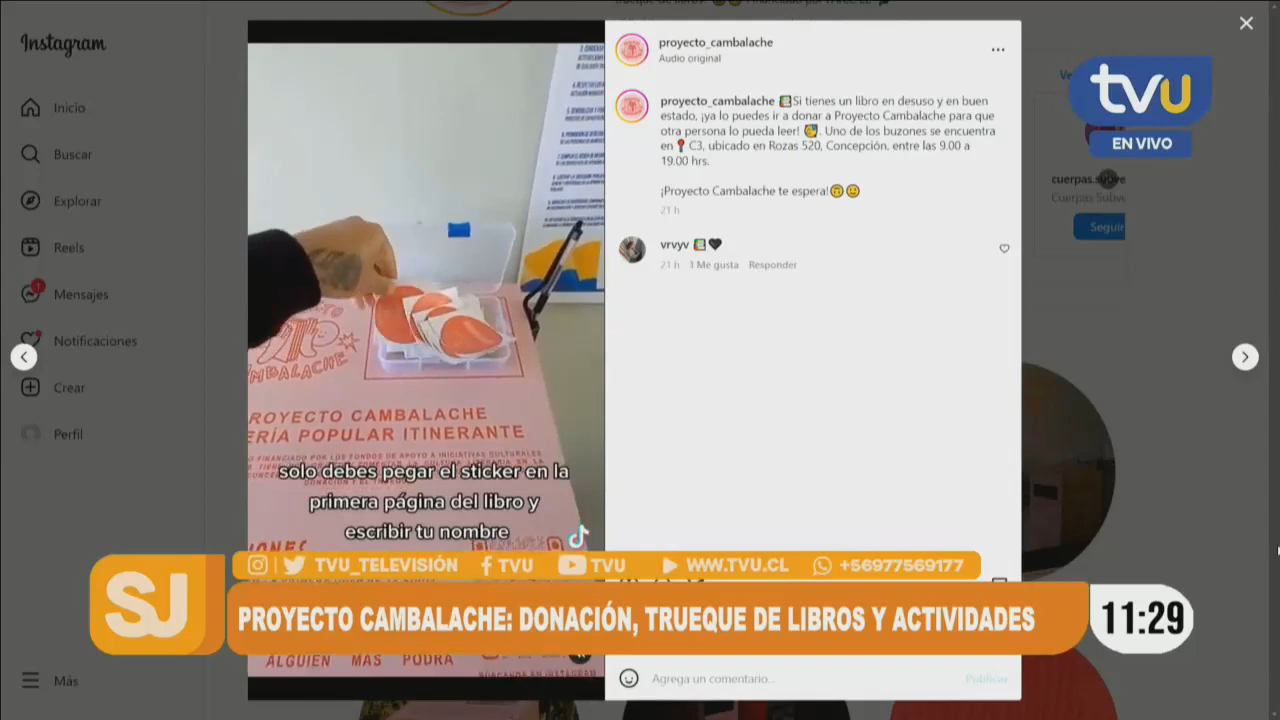 Instagram
Inicio
Buscar
Explorar
Reels
1
Mensajes
Notificaciones
Crear
Perfil
Más
PROYECTO CAMBALACHE
ERÍA POPULAR ITINERANTE
solo debes pegar el sticker en la
primera página del libro y
escribir tu nombre
ALGUIEN MAS PODRA
proyecto_cambalache
Audio original
proyecto_cambalache Si tienes un libro en desuso y en buen
estado, ¡ya lo puedes ir a donar a Proyecto Cambalache para que
otra persona lo pueda leer! . Uno de los buzones se encuentra
en C3, ubicado en Rozas 520, Concepción, entre las 9.00 a
19.00 hrs.
¡Proyecto Cambalache te espera!
21 h
vrvyv
21 h 1 Me gusta Responder
Agrega un comentario...
Publicar
tvu
EN VIVO
cuerpas.subve
Cuerpas Subve
Seguir
TVU_TELEVISIÓN
TVU
TVU
WWW.TVU.CL
+56977569177
SJ
PROYECTO CAMBALACHE: DONACIÓN, TRUEQUE DE LIBROS Y ACTIVIDADES
11:29